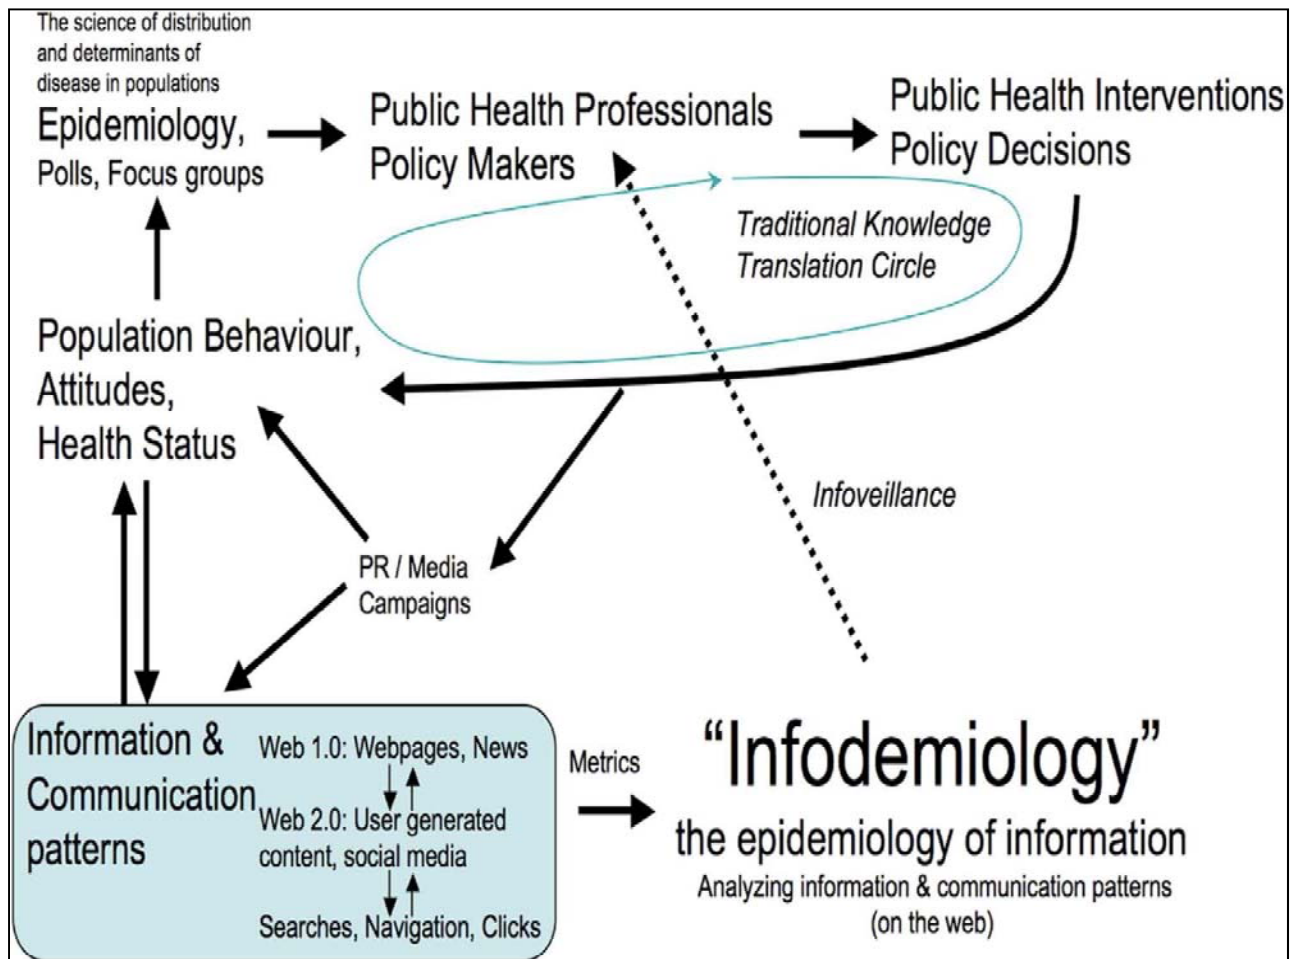 The science of distribution
and determinants of
disease in populations
Epidemiology,
Polls, Focus groups
Public Health Professionals
Policy Makers
Public Health Interventions
Policy Decisions
Traditional Knowledge
Translation Circle
Population Behaviour,
Attitudes,
Health Status
Infoveillance
PR / Media
Campaigns
Information &
Communication
patterns
Web 1.0: Webpages, News
Web 2.0: User generated
content, social media
Searches, Navigation, Clicks
Metrics
“Infodemiology”
the epidemiology of information
Analyzing information & communication patterns
(on the web)